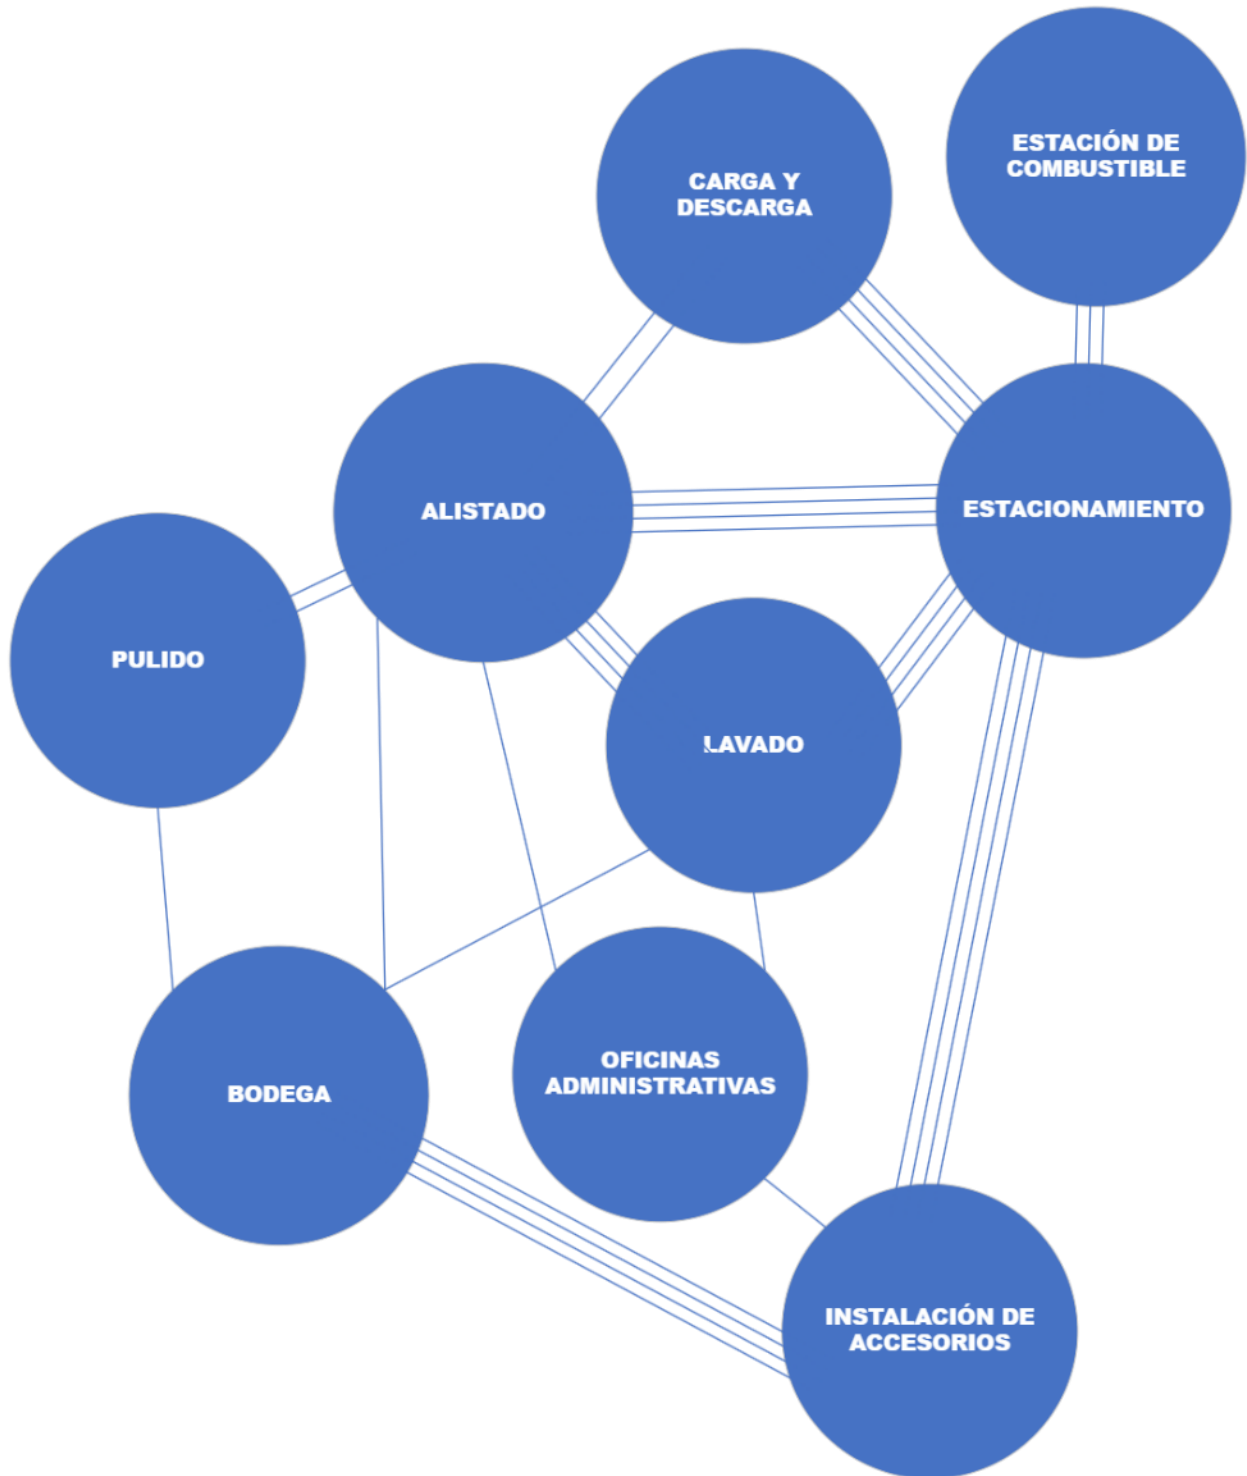 ESTACIÓN DE
COMBUSTIBLE
CARGA Y
DESCARGA
ALISTADO
ESTACIONAMIENTO
PULIDO
LAVADO
OFICINAS
ADMINISTRATIVAS
BODEGA
INSTALACIÓN DE
ACCESORIOS